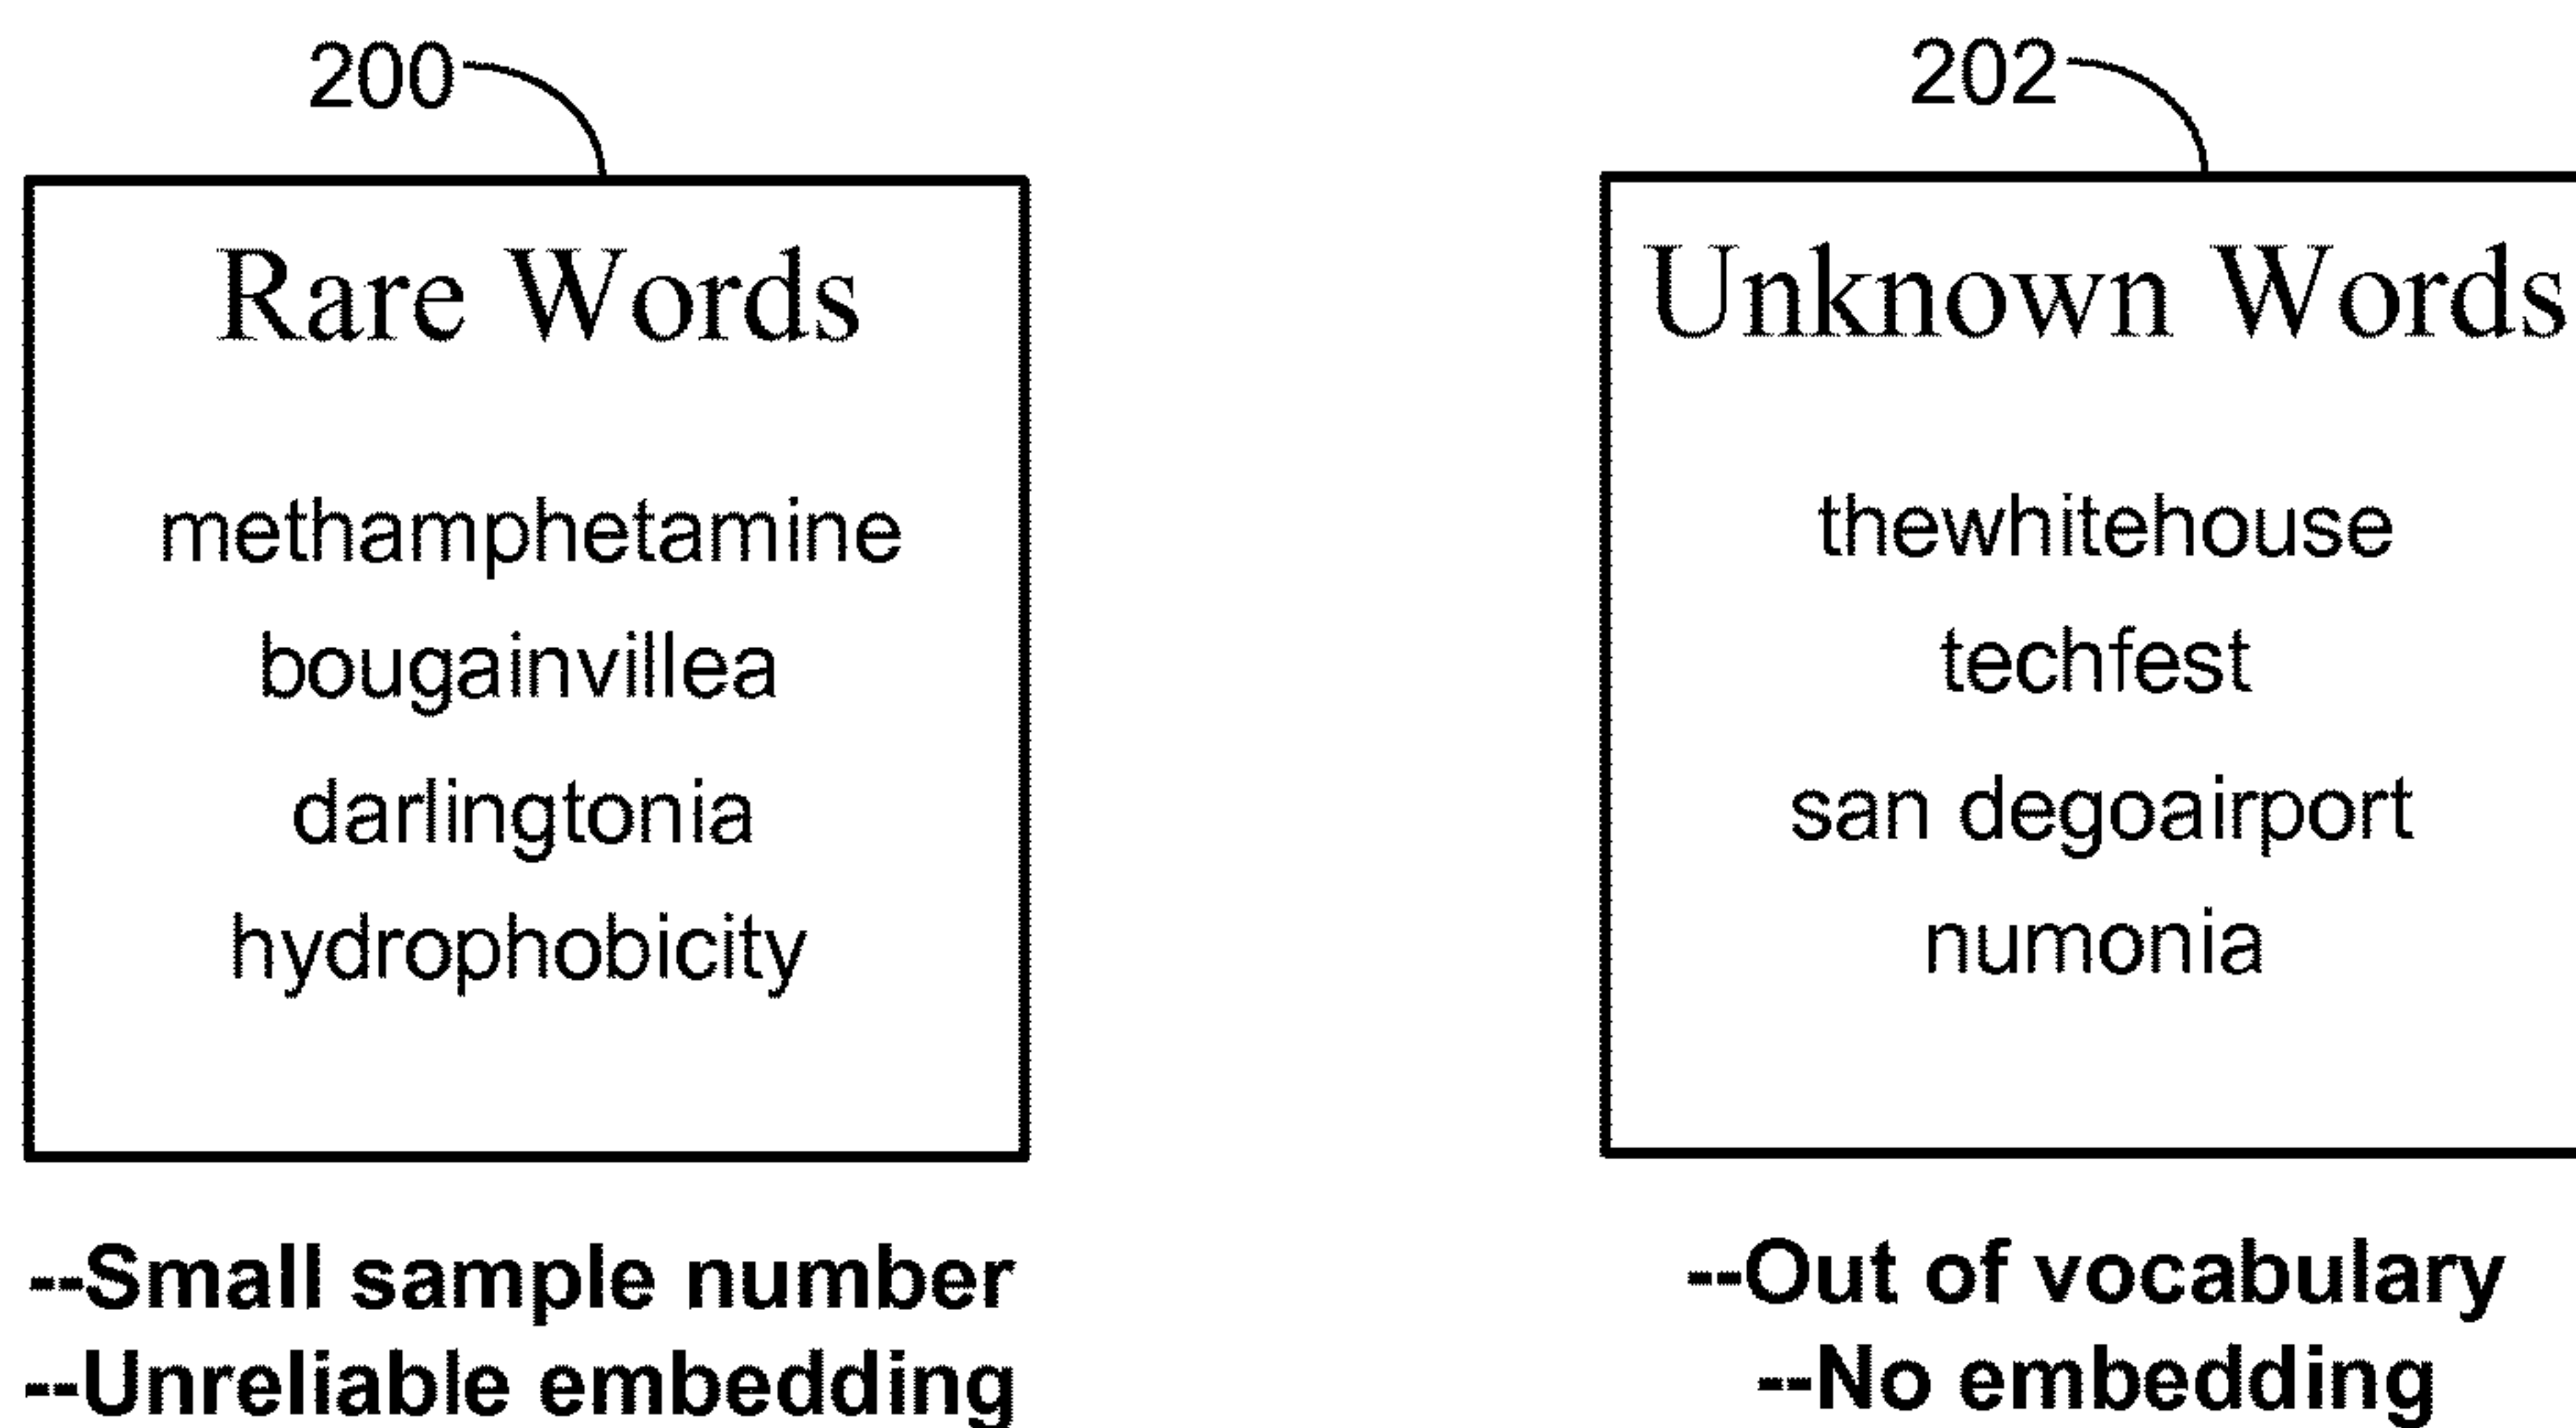 200
Rare Words
methamphetamine
bougainvillea
darlingtonia
hydrophobicity
--Small sample number
--Unreliable embedding
202
Unknown Words
thewhitehouse
techfest
san degoairport
numonia
--Out of vocabulary
--No embedding